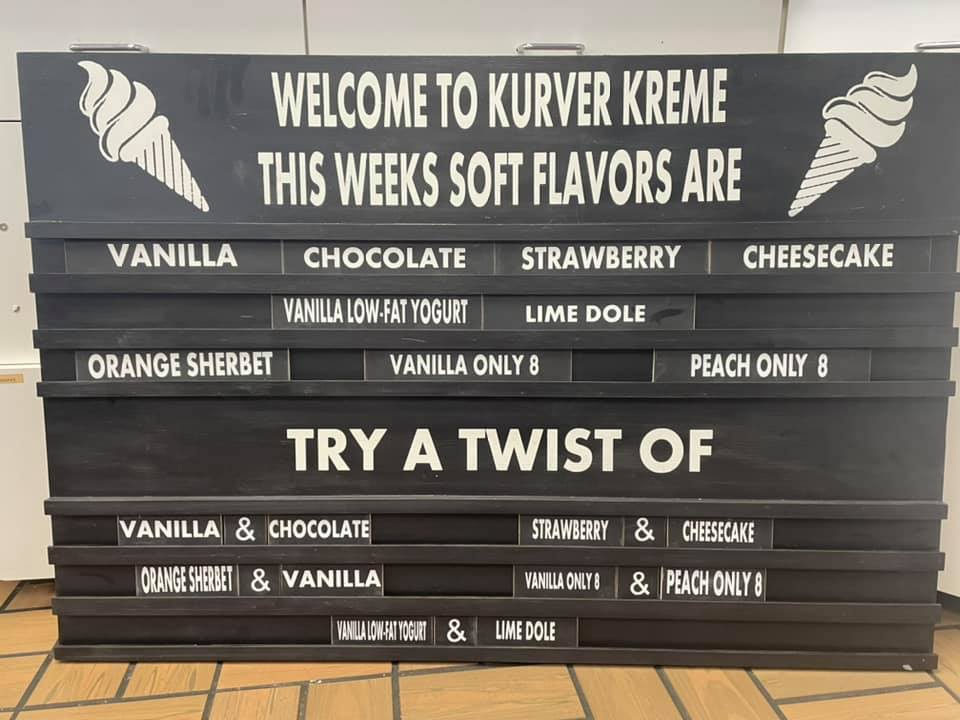 WELCOME TO KURVER KREME
THIS WEEKS SOFT FLAVORS ARE
VANILLA CHOCOLATE STRAWBERRY CHEESECAKE
VANILLA LOW-FAT YOGURT LIME DOLE
ORANGE SHERBET VANILLA ONLY 8 PEACH ONLY 8
TRY A TWIST OF
VANILLA & CHOCOLATE STRAWBERRY & CHEESECAKE
ORANGE SHERBET & VANILLA VANILLA ONLY 8 & PEACH ONLY 8
VANILLA LOW-FAT YOGURT & LIME DOLE